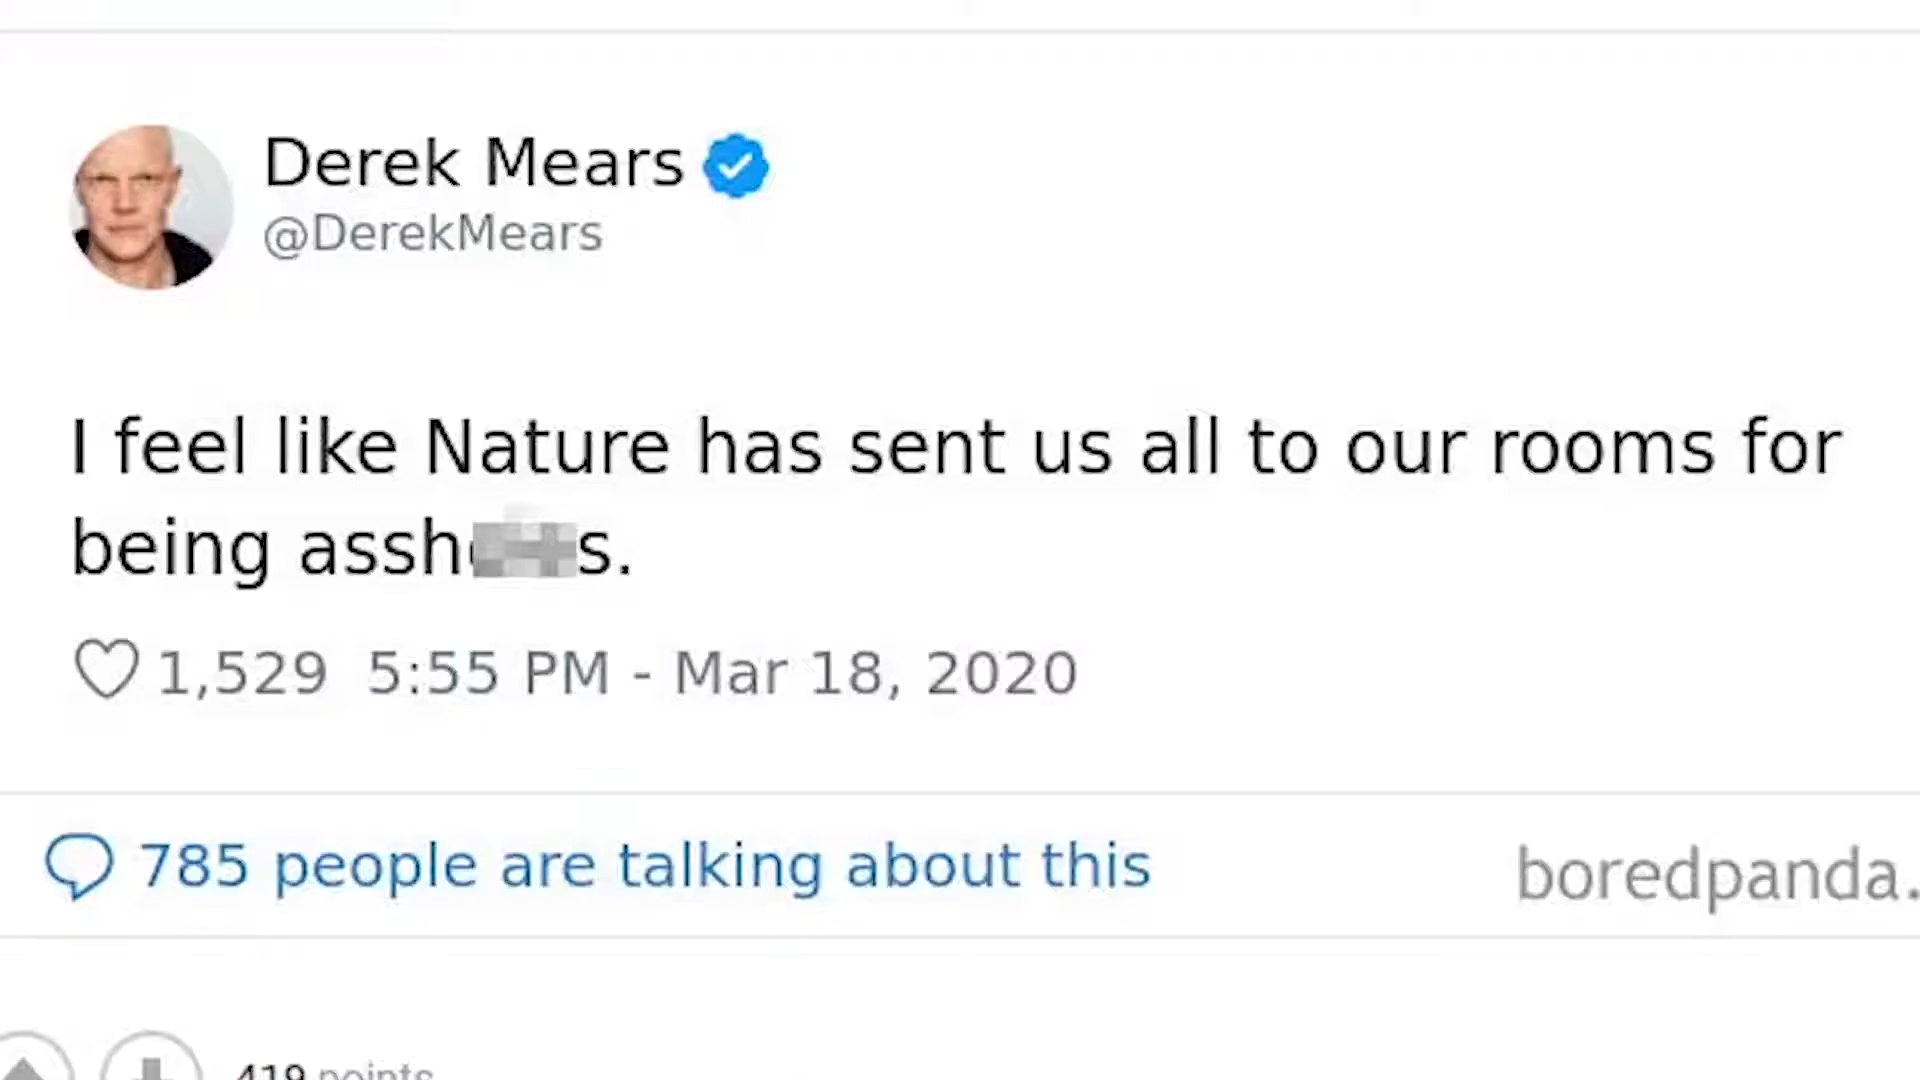 Derek Mears
@DerekMears
I feel like Nature has sent us all to our rooms for
being assh s.
1,529 5:55 PM - Mar 18, 2020
785 people are talking about this
boredpanda.
419 points